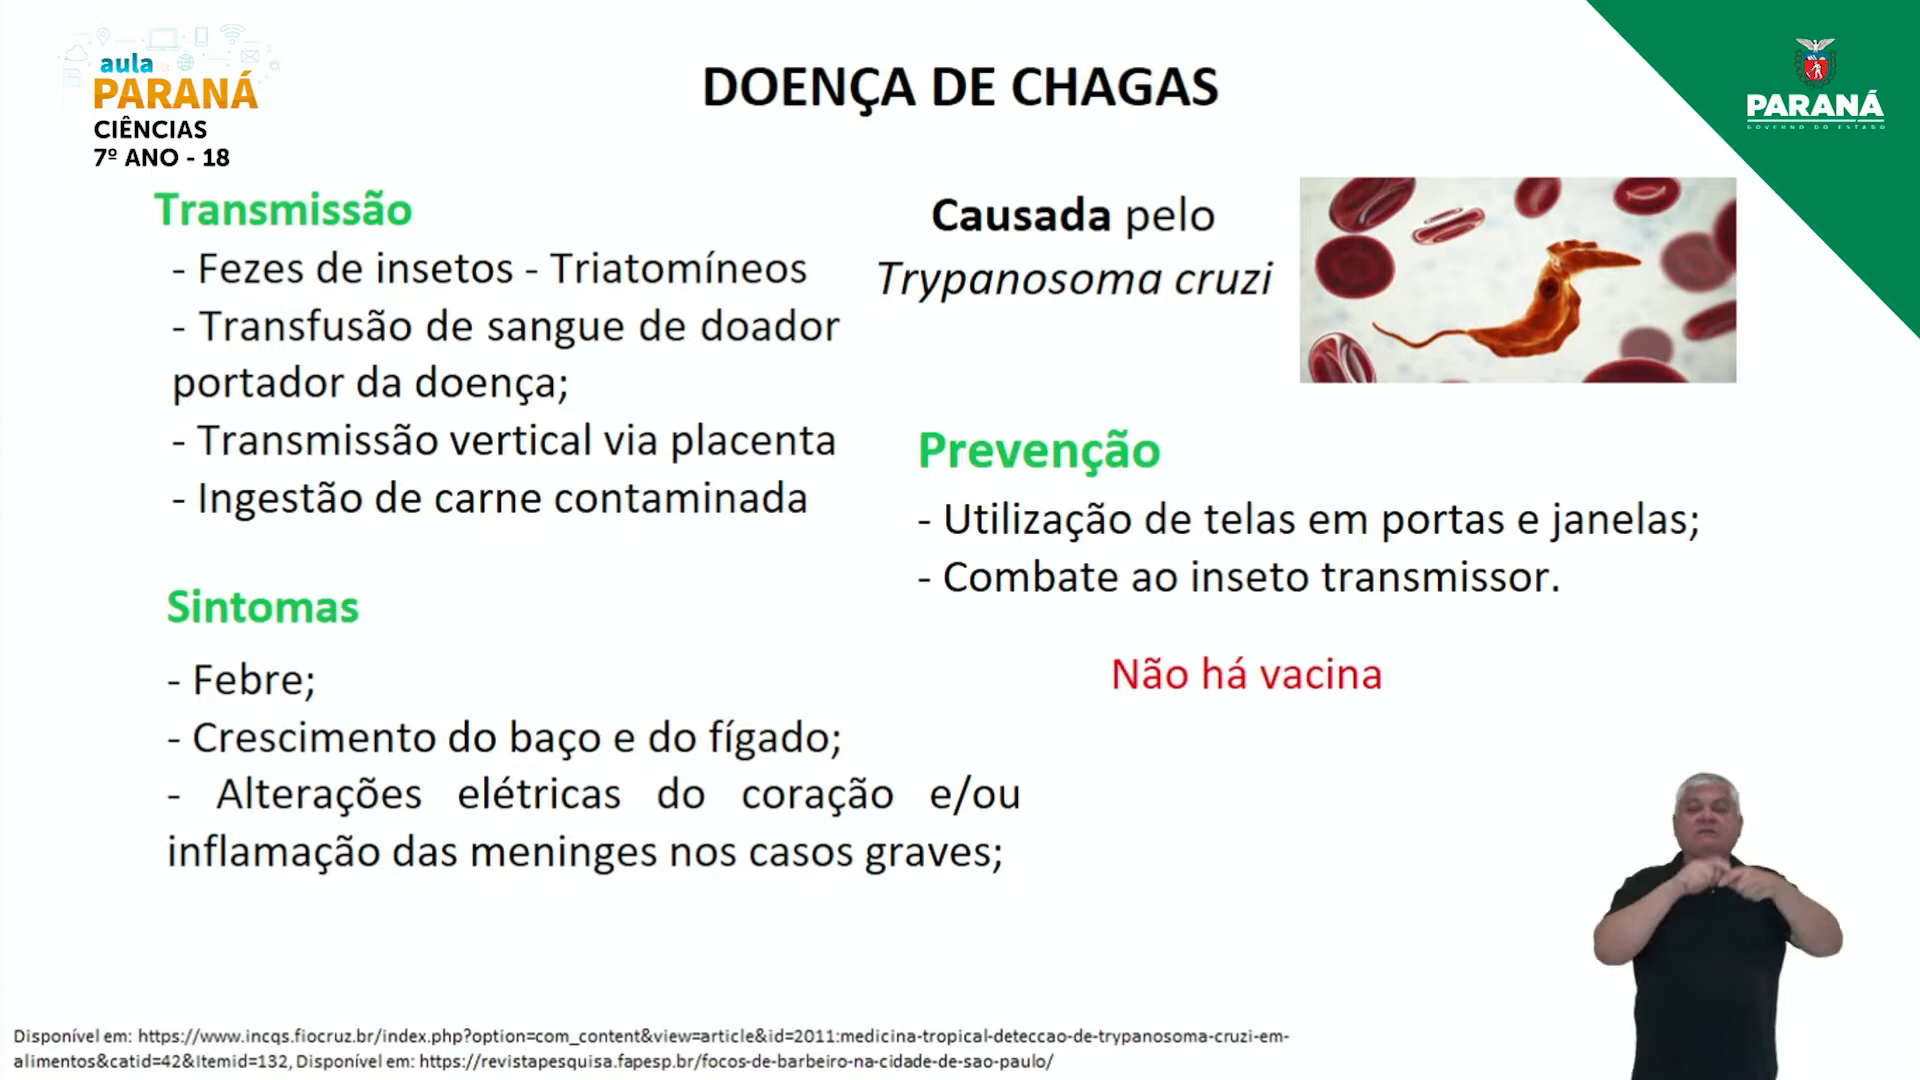 aula
PARANÁ
CIÊNCIAS
7º ANO - 18
DOENÇA DE CHAGAS
PARANÁ
GOVERNO DO ESTADO
Transmissão
- Fezes de insetos - Triatomíneos
- Transfusão de sangue de doador
portador da doença;
- Transmissão vertical via placenta
- Ingestão de carne contaminada
Causada pelo
Trypanosoma cruzi
Prevenção
- Utilização de telas em portas e janelas;
- Combate ao inseto transmissor.
Não há vacina
Sintomas
- Febre;
- Crescimento do baço e do fígado;
- Alterações elétricas do coração e/ou
inflamação das meninges nos casos graves;
Disponível em: https://www.incqs.fiocruz.br/index.php?option=com_content&view=article&id=2011:medicina-tropical-deteccao-de-trypanosoma-cruzi-em-
alimentos&catid=42&Itemid=132, Disponível em: https://revistapesquisa.fapesp.br/focos-de-barbeiro-na-cidade-de-sao-paulo/